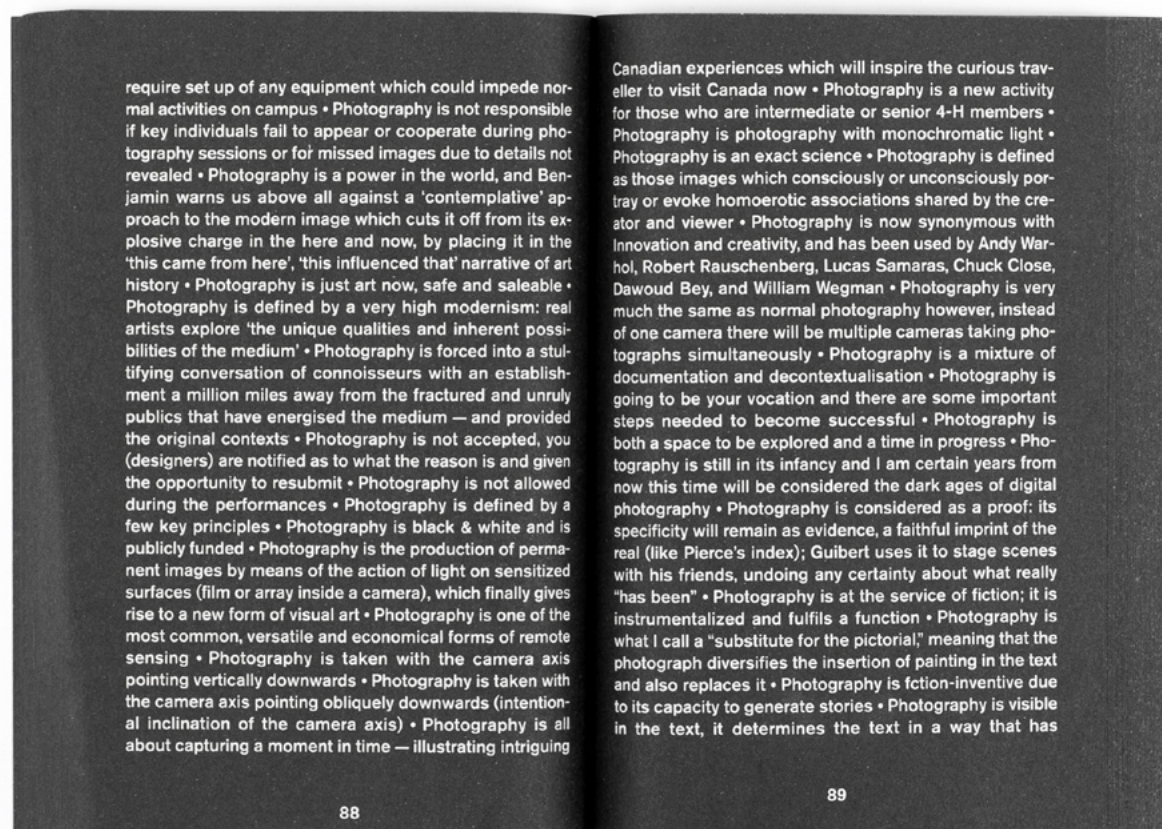 require set up of any equipment which could impede nor-
mal activities on campus • Photography is not responsible
if key individuals fail to appear or cooperate during pho-
tography sessions or for missed images due to details not
revealed • Photography is a power in the world, and Ben-
jamin warns us above all against a ‘contemplative’ ap-
proach to the modern image which cuts it off from its ex-
plosive charge in the here and now, by placing it in the
‘this came from here’, ‘this influenced that’ narrative of art
history • Photography is just art now, safe and saleable •
Photography is defined by a very high modernism: real
artists explore ‘the unique qualities and inherent possi-
bilities of the medium’ • Photography is forced into a stul-
tifying conversation of connoisseurs with an establish-
ment a million miles away from the fractured and unruly
publics that have energised the medium — and provided
the original contexts • Photography is not accepted, you
(designers) are notified as to what the reason is and given
the opportunity to resubmit • Photography is not allowed
during the performances • Photography is defined by a
few key principles • Photography is black & white and is
publicly funded • Photography is the production of perma-
nent images by means of the action of light on sensitized
surfaces (film or array inside a camera), which finally gives
rise to a new form of visual art • Photography is one of the
most common, versatile and economical forms of remote
sensing • Photography is taken with the camera axis
pointing vertically downwards • Photography is taken with
the camera axis pointing obliquely downwards (intention-
al inclination of the camera axis) • Photography is all
about capturing a moment in time — illustrating intriguing
88
Canadian experiences which will inspire the curious trav-
eller to visit Canada now • Photography is a new activity
for those who are intermediate or senior 4-H members •
Photography is photography with monochromatic light •
Photography is an exact science • Photography is defined
as those images which consciously or unconsciously por-
tray or evoke homoerotic associations shared by the cre-
ator and viewer • Photography is now synonymous with
Innovation and creativity, and has been used by Andy War-
hol, Robert Rauschenberg, Lucas Samaras, Chuck Close,
Dawoud Bey, and William Wegman • Photography is very
much the same as normal photography however, instead
of one camera there will be multiple cameras taking pho-
tographs simultaneously • Photography is a mixture of
documentation and decontextualisation • Photography is
going to be your vocation and there are some important
steps needed to become successful • Photography is
both a space to be explored and a time in progress • Pho-
tography is still in its infancy and I am certain years from
now this time will be considered the dark ages of digital
photography • Photography is considered as a proof: its
specificity will remain as evidence, a faithful imprint of the
real (like Pierce’s index); Guibert uses it to stage scenes
with his friends, undoing any certainty about what really
“has been” • Photography is at the service of fiction; it is
instrumentalized and fulfils a function • Photography is
what I call a “substitute for the pictorial,” meaning that the
photograph diversifies the insertion of painting in the text
and also replaces it • Photography is fction-inventive due
to its capacity to generate stories • Photography is visible
in the text, it determines the text in a way that has
89